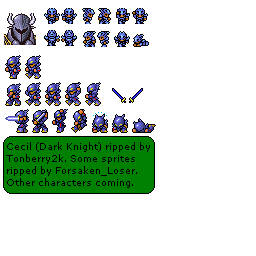 Cecil (Dark Knight) ripped by
Tonberry2k. Some sprites
ripped by Forsaken_Loser.
Other characters coming.